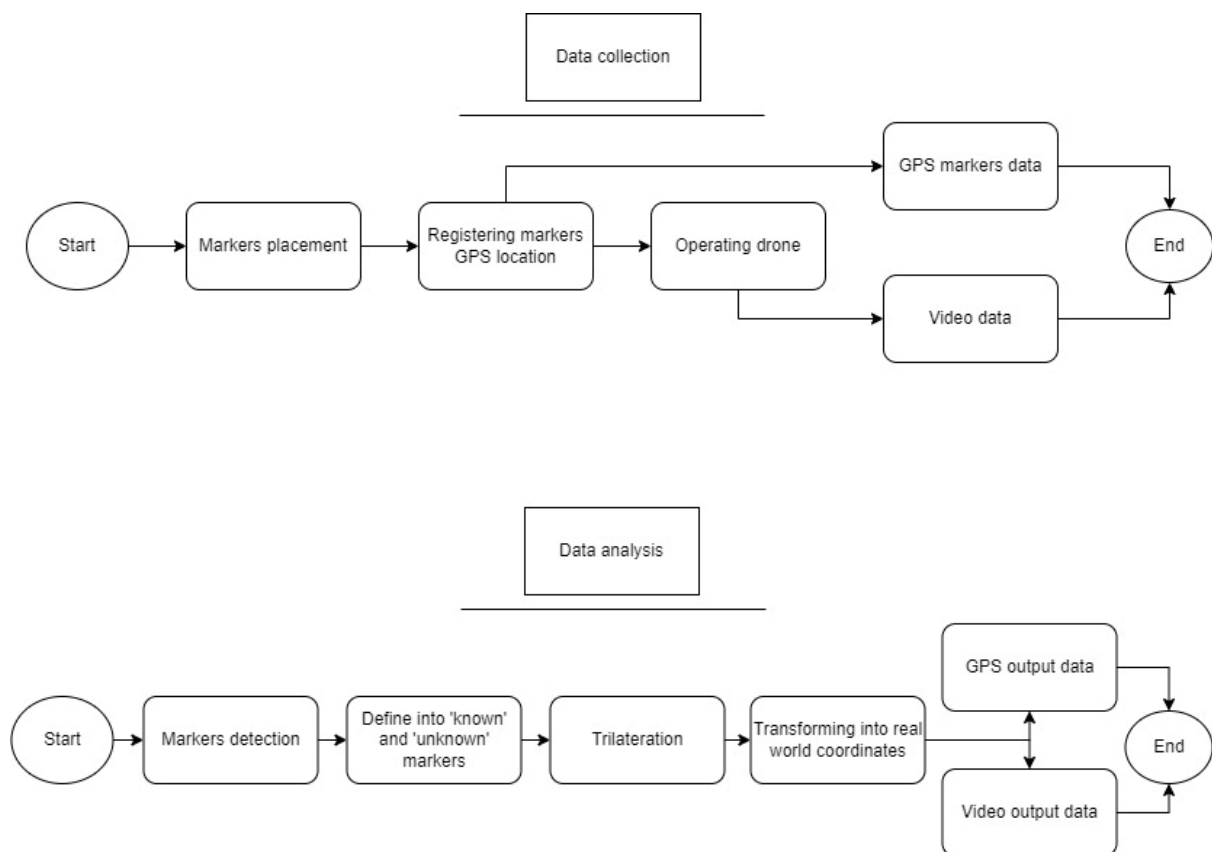 Data collection
GPS markers data
Start
Markers placement
Registering markers
GPS location
Operating drone
End
Video data
Data analysis
GPS output data
Start
Markers detection
Define into 'known'
and 'unknown'
markers
Trilateration
Transforming into real
world coordinates
End
Video output data